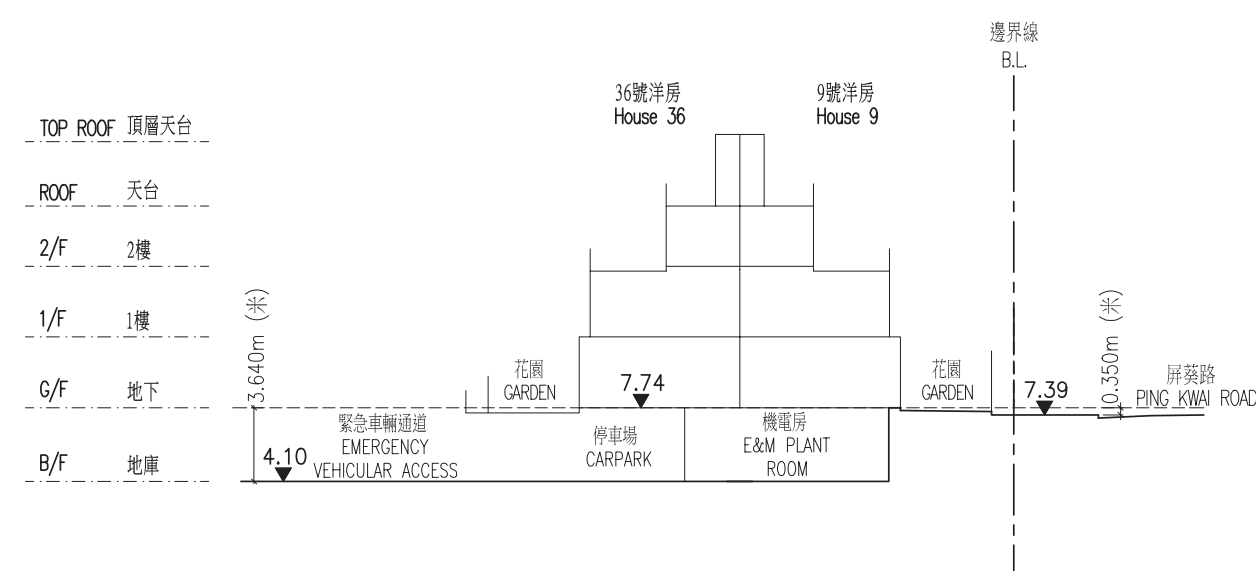 邊界線
B.L.
36號洋房
House 36
9號洋房
House 9
TOP ROOF 頂層天台
ROOF 天台
2/F 2樓
1/F 1樓
G/F 地下
B/F 地庫
3.640m (米)
4.10
緊急車輛通道
EMERGENCY
VEHICULAR ACCESS
花園
GARDEN
7.74
停車場
CARPARK
機電房
E&M PLANT
ROOM
花園
GARDEN
7.39
0.350m (米)
屏葵路
PING KWAI ROAD